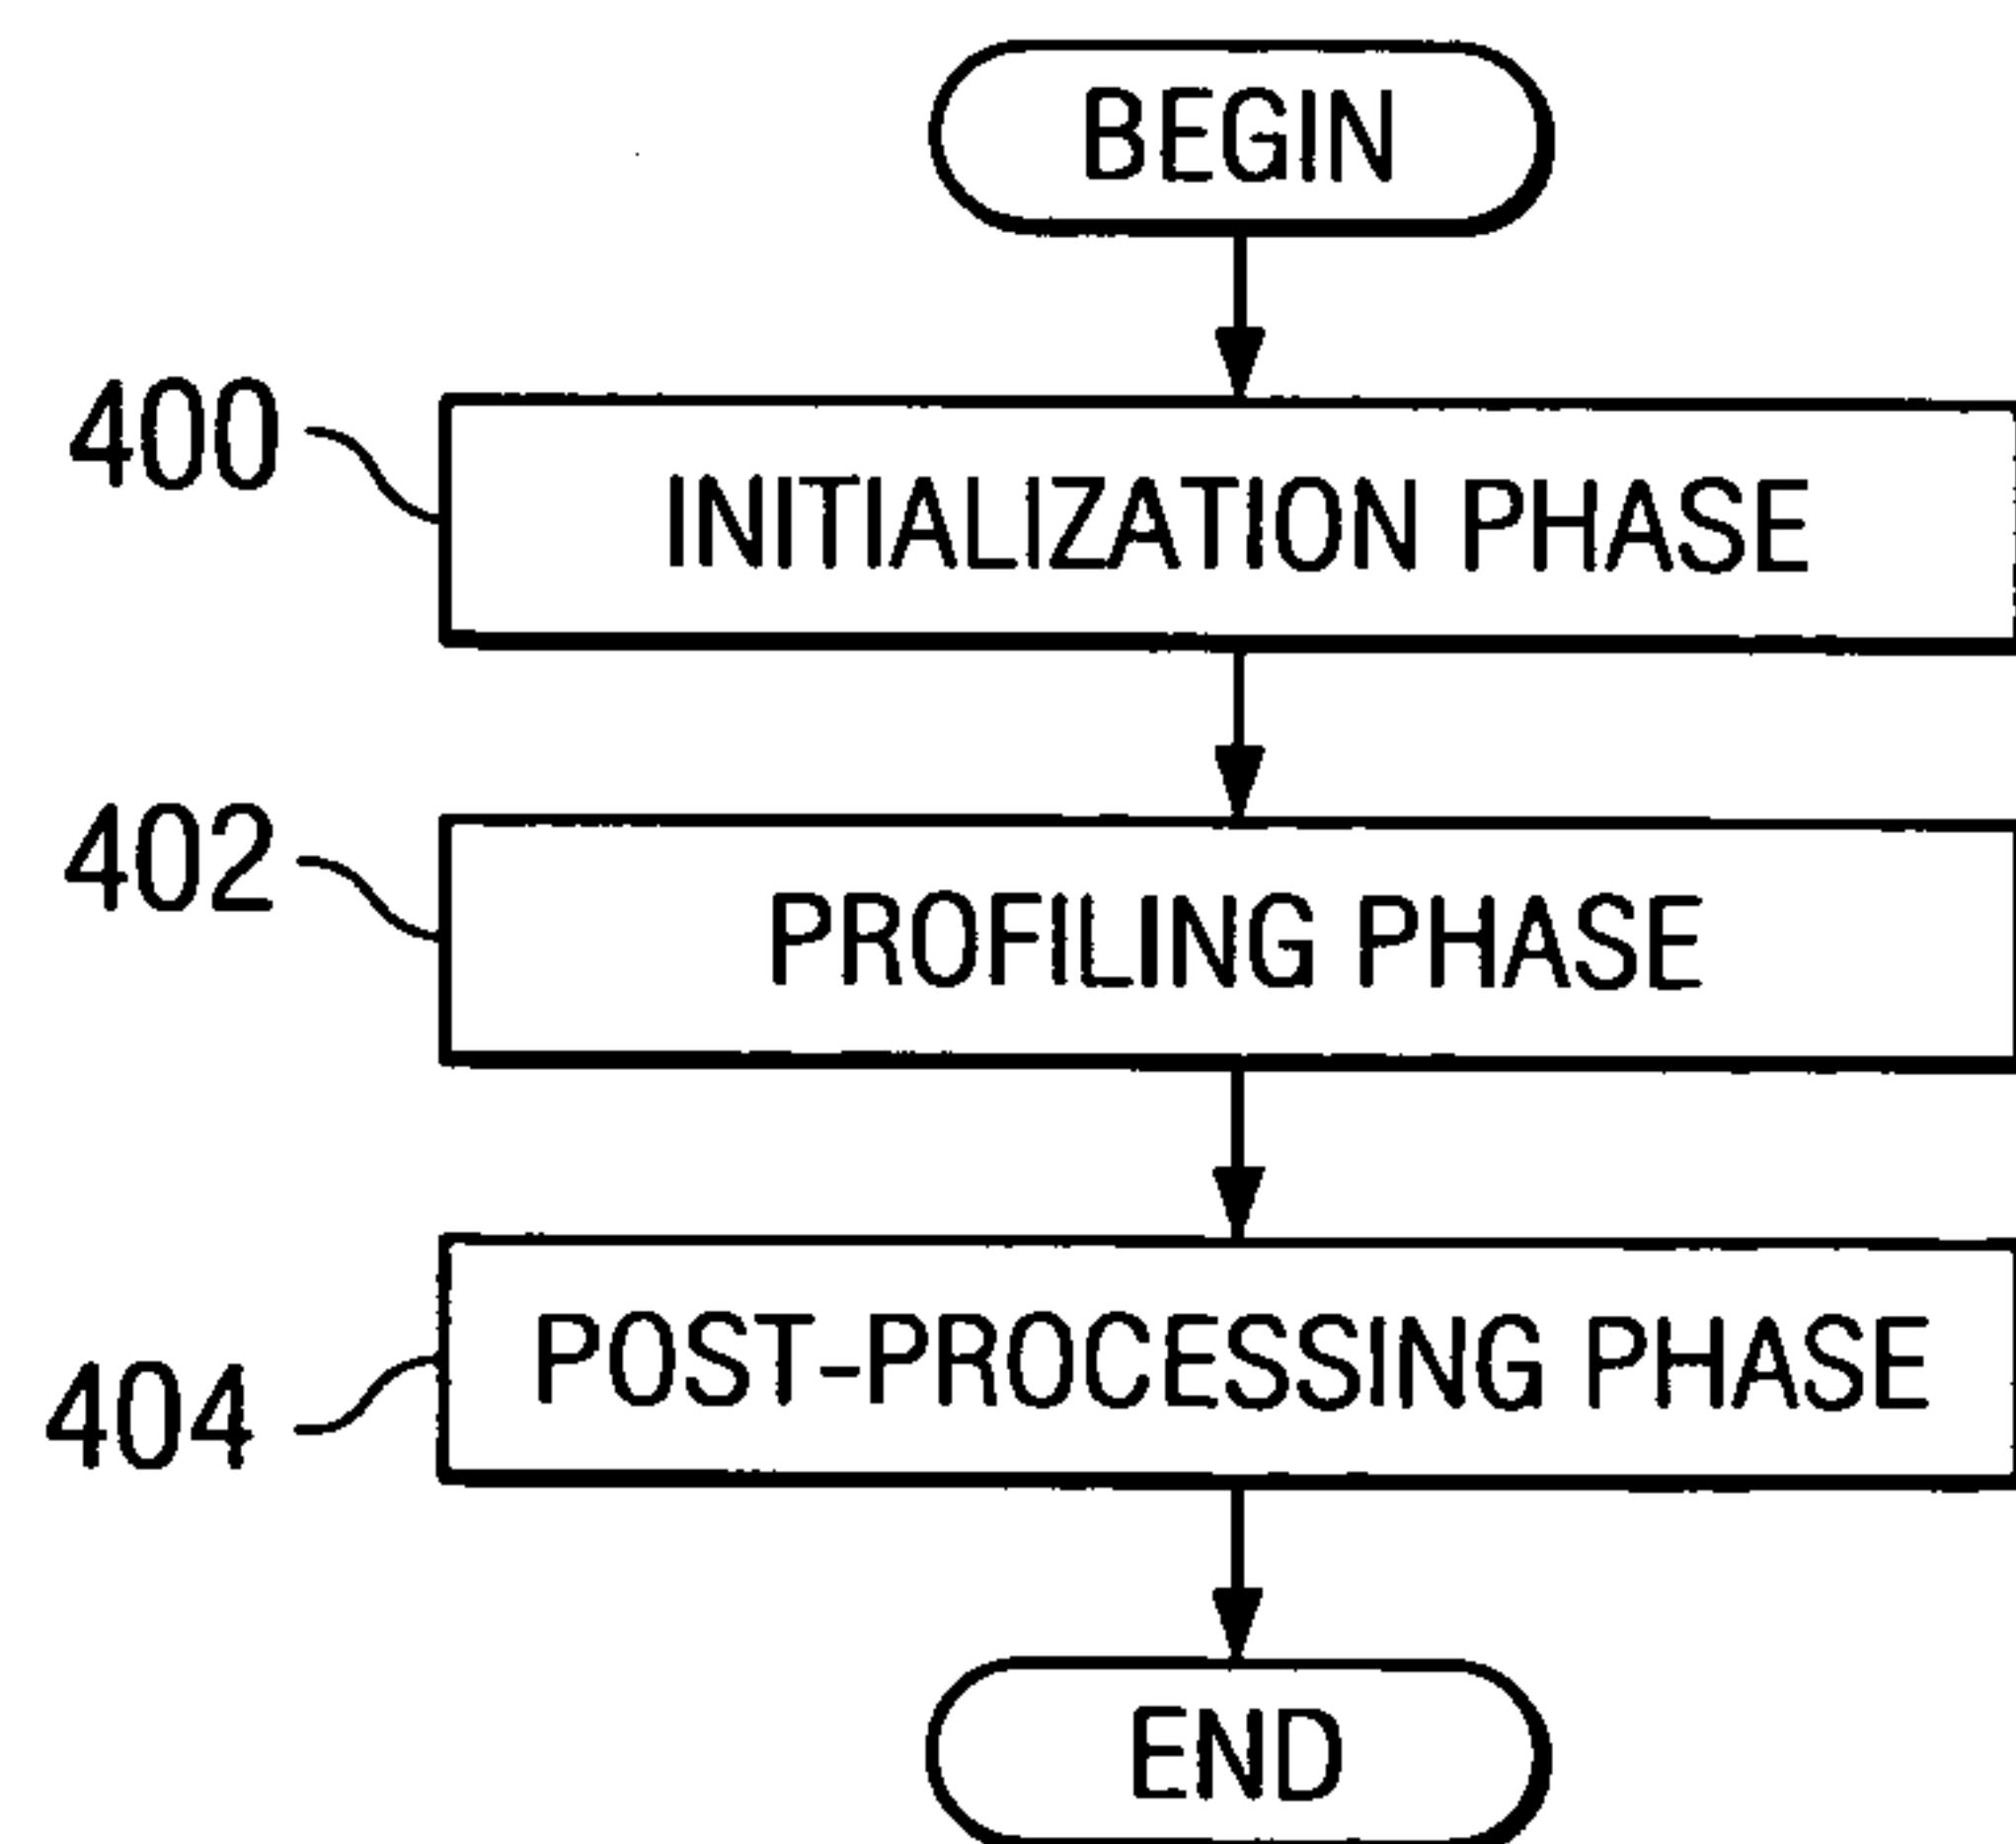 BEGIN
400
INITIALIZATION PHASE
402
PROFILING PHASE
POST-PROCESSING PHASE
404
END